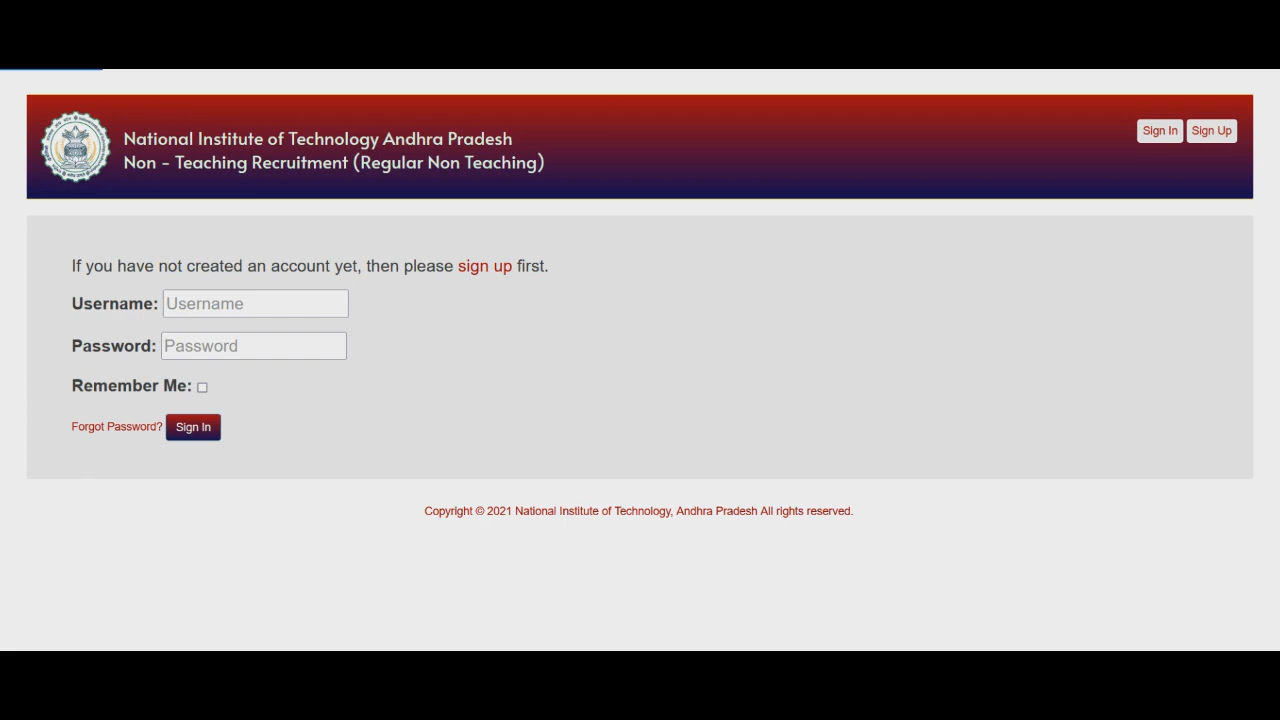 National Institute of Technology Andhra Pradesh
Non - Teaching Recruitment (Regular Non Teaching)
Sign In Sign Up
If you have not created an account yet, then please sign up first.
Username: Username
Password: Password
Remember Me:
Forgot Password? Sign In
Copyright © 2021 National Institute of Technology, Andhra Pradesh All rights reserved.